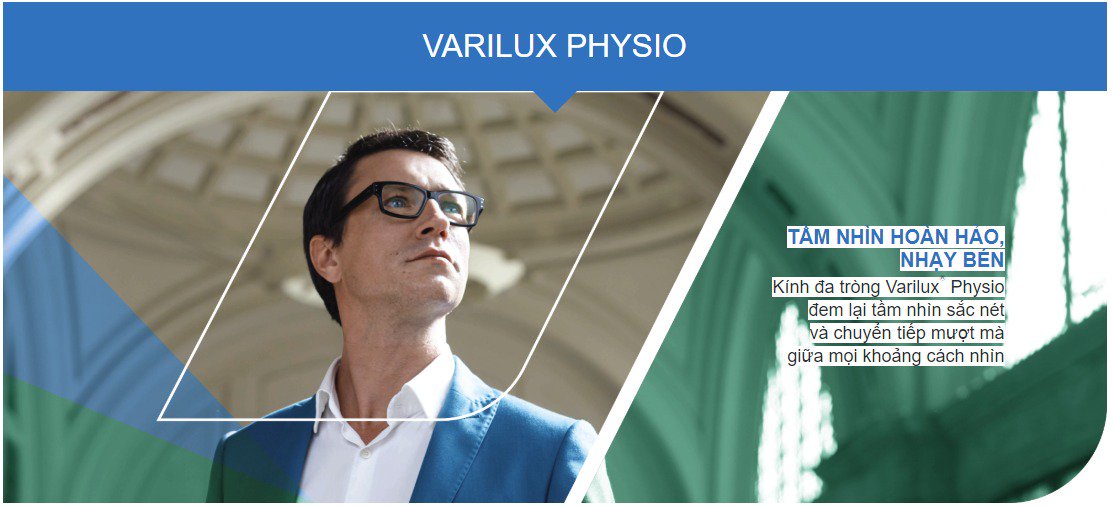 VARILUX PHYSIO
TẦM NHÌN HOÀN HẢO,
NHẠY BÉN
Kính đa tròng Varilux® Physio
đem lại tầm nhìn sắc nét
và chuyển tiếp mượt mà
giữa mọi khoảng cách nhìn